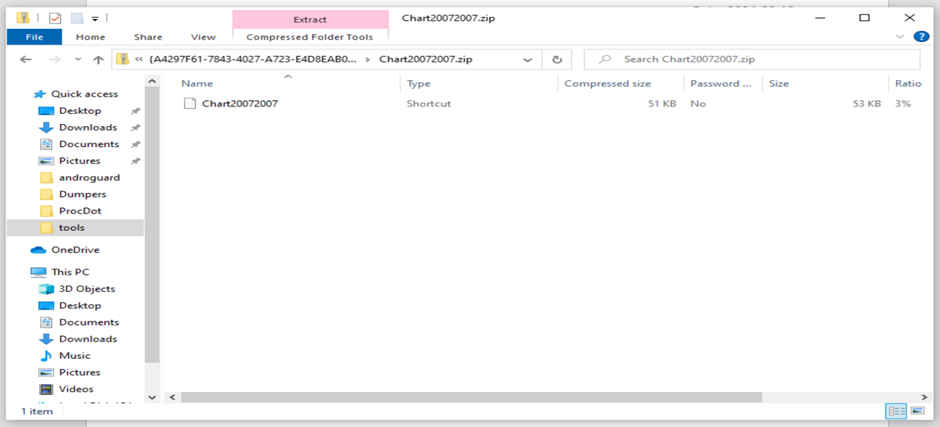 Extract
Chart20072007.zip
File
Home
Share
View
Compressed Folder Tools
« {A4297F61-7843-4027-A723-E4D8EAB0... › Chart20072007.zip
Search Chart20072007.zip
Name
Type
Compressed size
Password ...
Size
Ratio
Chart20072007
Shortcut
51 KB
No
53 KB
3%
Quick access
Desktop
Downloads
Documents
Pictures
androguard
Dumpers
ProcDot
tools
OneDrive
This PC
3D Objects
Desktop
Documents
Downloads
Music
Pictures
Videos
1 item